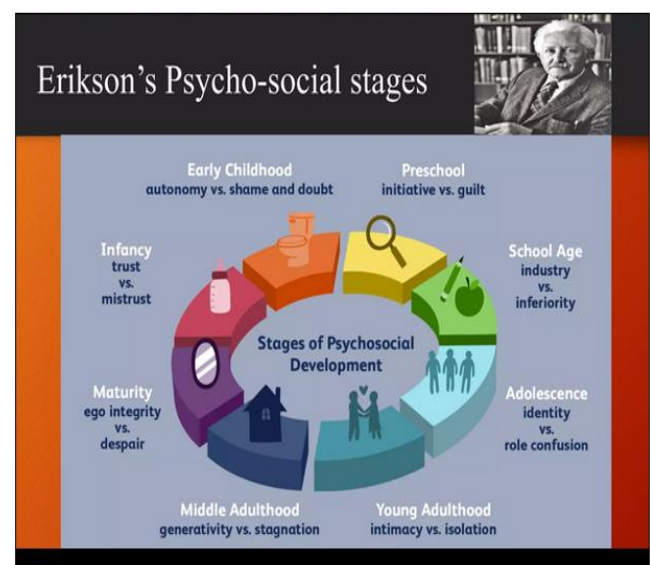 Erikson's Psycho-social stages
Early Childhood
autonomy vs. shame and doubt
Preschool
initiative vs. guilt
Infancy
trust
vs.
mistrust
School Age
industry
vs.
inferiority
Stages of Psychosocial
Development
Maturity
ego integrity
vs.
despair
Adolescence
identity
vs.
role confusion
Middle Adulthood
generativity vs. stagnation
Young Adulthood
intimacy vs. isolation